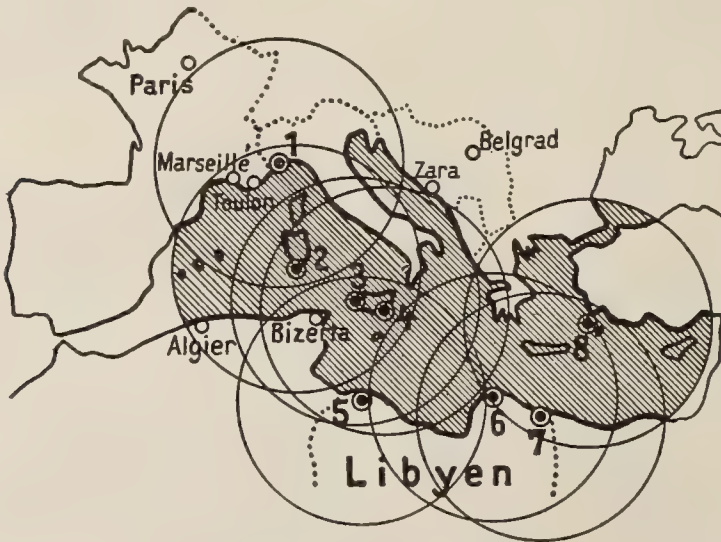 Paris
Marseille
Toulon
1
Belgrad
Zara
2
3
4
Algier
Bizerta
5
6
7
8
Libyen